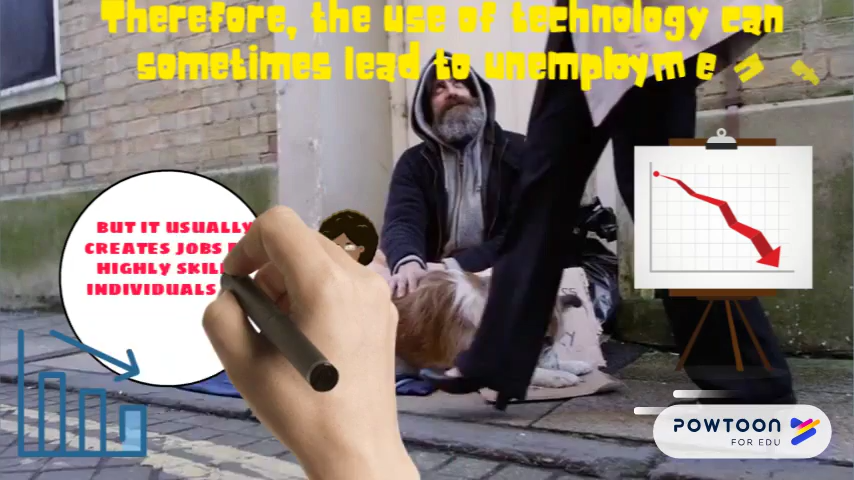 Therefore, the use of technology can
sometimes lead to unemployment
BUT IT USUALLY
CREATES JOBS
HIGHLY
INDIVIDUALS
POWTOON
FOR EDU